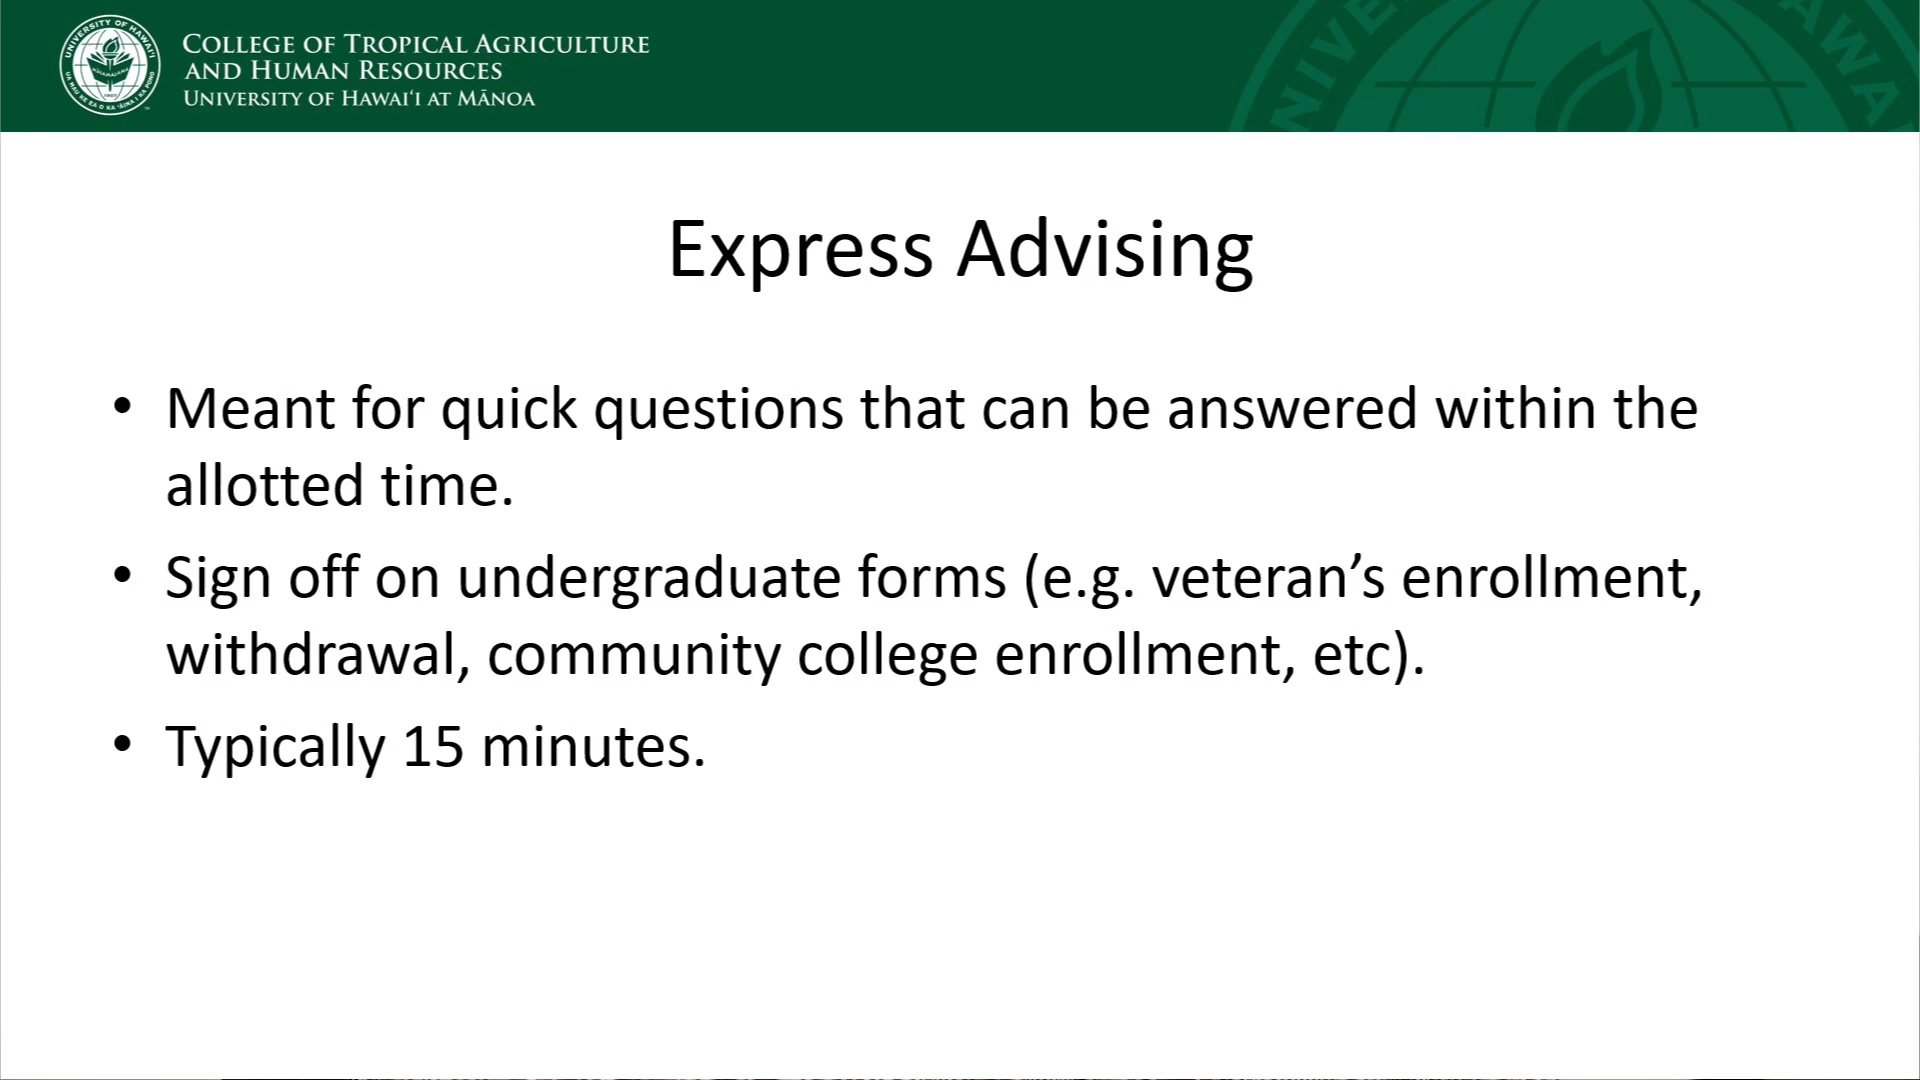 COLLEGE OF TROPICAL AGRICULTURE
AND HUMAN RESOURCES
UNIVERSITY OF HAWAIʻI AT MĀNOA
Express Advising
• Meant for quick questions that can be answered within the
allotted time.
• Sign off on undergraduate forms (e.g. veteran’s enrollment,
withdrawal, community college enrollment, etc).
• Typically 15 minutes.